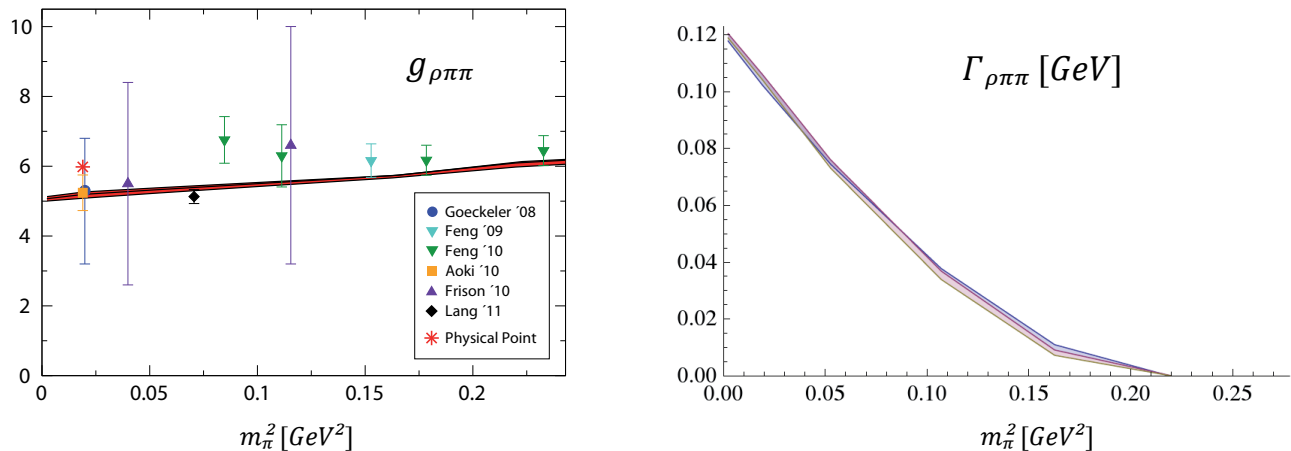 10
8
6
4
2
0
0
0.05
0.1
0.15
0.2
g_ρππ
Goeckeler ´08
Feng ´09
Feng ´10
Aoki ´10
Frison ´10
Lang ´11
Physical Point
m_π^2 [GeV^2]
0.12
0.10
0.08
0.06
0.04
0.02
0.00
0.00
0.05
0.10
0.15
0.20
0.25
Γ_ρππ [GeV]
m_π^2 [GeV^2]